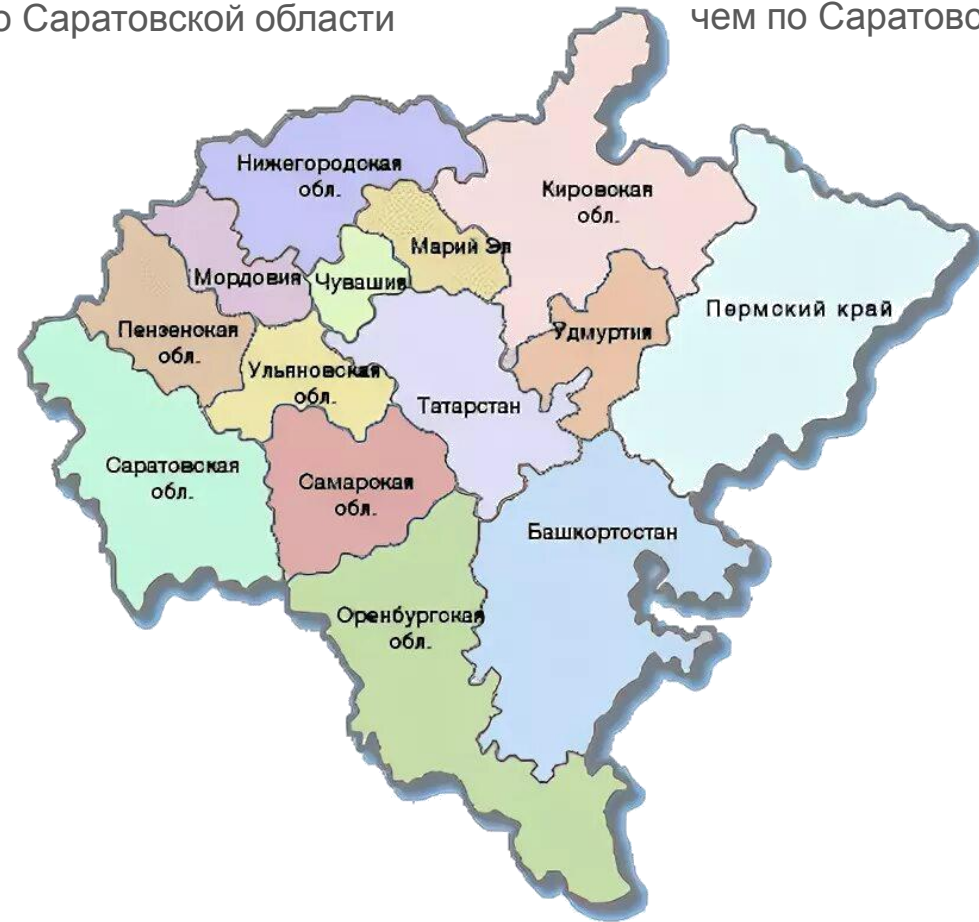 о Саратовской области
чем по Саратовс
Нижегородская
обл.
Кировская
обл.
Марий Эл
Мордовия
Чувашия
Пермский край
Пензенская
обл.
Удмуртия
Ульяновская
обл.
Татарстан
Саратовская
обл.
Самарская
обл.
Башкортостан
Оренбургская
обл.